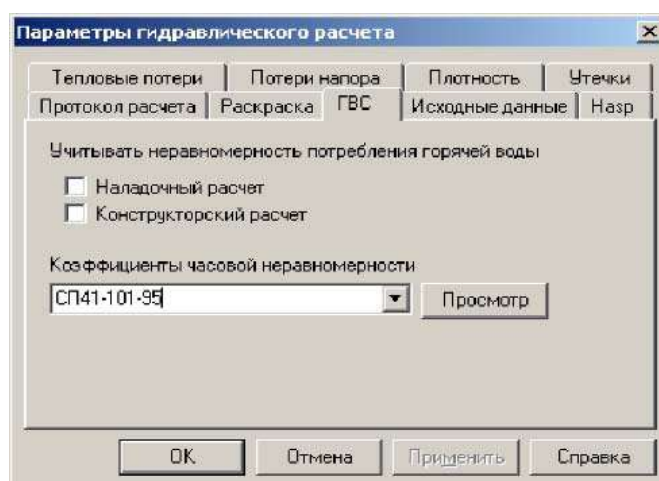 Параметры гидравлического расчета
Тепловые потери Потери напора Плотность Утечки
Протокол расчета Раскраска ГВС Исходные данные Hasp
Учитывать неравномерность потребления горячей воды
Наладочный расчет
Конструкторский расчет
Коэффициенты часовой неравномерности
СП41-101-95 Просмотр
OK Отмена Применить Справка